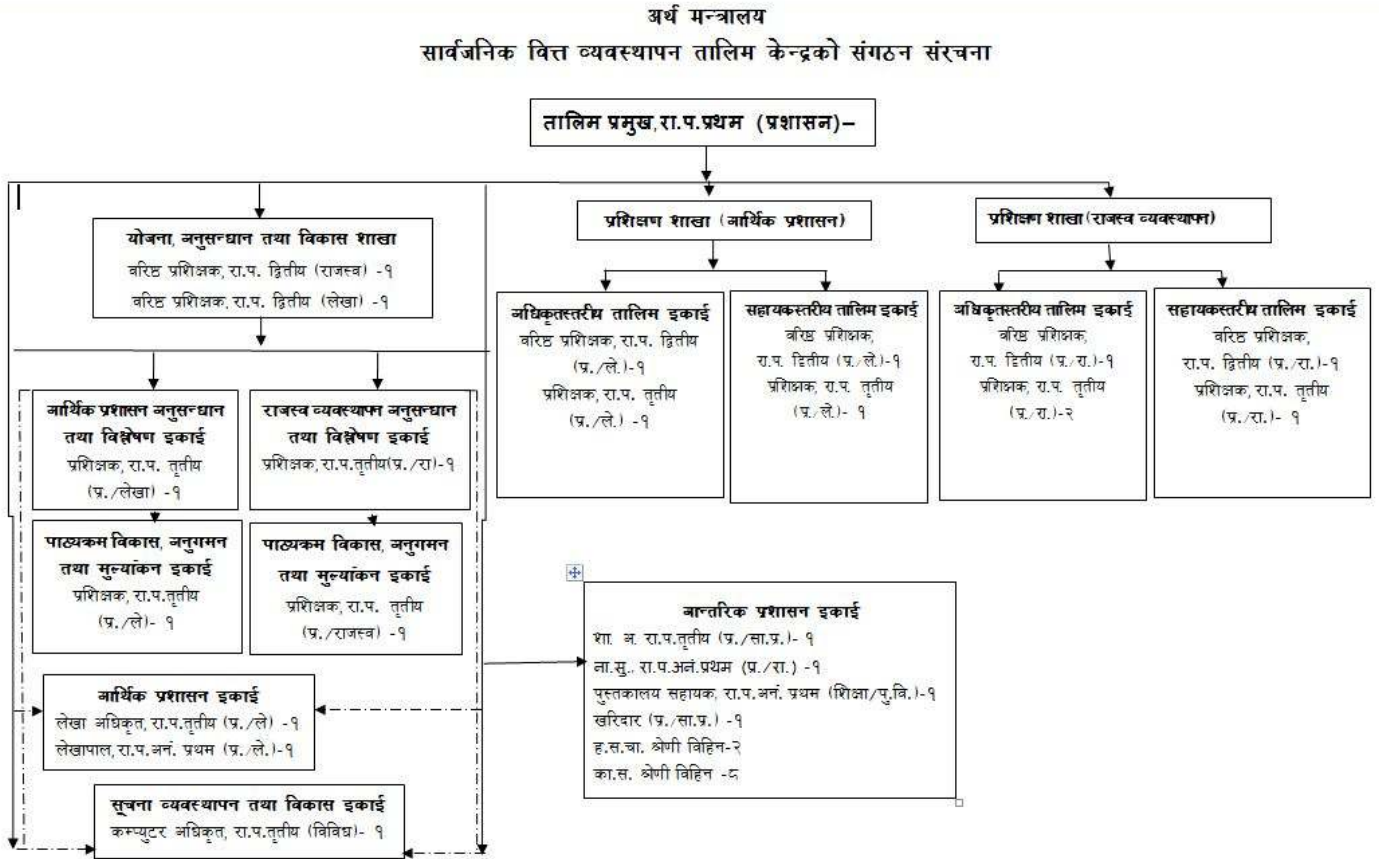 अर्थ मन्त्रालय
सार्वजनिक वित्त व्यवस्थापन तालिम केन्द्रको संगठन संरचना
तालिम प्रमुख,रा.प.प्रथम (प्रशासन)–
योजना, अनुसन्धान तथा विकास शाखा
वरिष्ठ प्रशिक्षक, रा.प. द्वितीय (राजस्व) -१
वरिष्ठ प्रशिक्षक, रा.प. द्वितीय (लेखा) -१
प्रशिक्षण शाखा (आर्थिक प्रशासन)
प्रशिक्षण शाखा (राजस्व व्यवस्थापन)
अधिकृतस्तरीय तालिम इकाई
वरिष्ठ प्रशिक्षक, रा.प. द्वितीय
(प्र./ले.)-१
प्रशिक्षक, रा.प. तृतीय
(प्र./ले.) -१
सहायकस्तरीय तालिम इकाई
वरिष्ठ प्रशिक्षक,
रा.प. द्वितीय (प्र./ले.)-१
प्रशिक्षक, रा.प. तृतीय
(प्र./ले.)- १
अधिकृतस्तरीय तालिम इकाई
वरिष्ठ प्रशिक्षक,
रा.प. द्वितीय (प्र./रा.)-१
प्रशिक्षक, रा.प. तृतीय
(प्र./रा.)-२
सहायकस्तरीय तालिम इकाई
वरिष्ठ प्रशिक्षक,
रा.प. द्वितीय (प्र./रा.)-१
प्रशिक्षक, रा.प. तृतीय
(प्र./रा.)- १
आर्थिक प्रशासन अनुसन्धान
तथा विश्लेषण इकाई
प्रशिक्षक, रा.प. तृतीय
(प्र./लेखा) -१
राजस्व व्यवस्थापन अनुसन्धान
तथा विश्लेषण इकाई
प्रशिक्षक, रा.प.तृतीय(प्र./रा)-१
पाठ्यक्रम विकास, अनुगमन
तथा मुल्यांकन इकाई
प्रशिक्षक, रा.प.तृतीय
(प्र./ले)- १
पाठ्यक्रम विकास, अनुगमन
तथा मुल्यांकन इकाई
प्रशिक्षक, रा.प. तृतीय
(प्र./राजस्व) -१
आन्तरिक प्रशासन इकाई
शा. अ. रा.प.तृतीय (प्र./सा.प्र.)- १
ना.सु., रा.प.अनं.प्रथम (प्र./रा.) -१
पुस्तकालय सहायक, रा.प.अनं. प्रथम (शिक्षा/पु.वि.)-१
खरिदार (प्र./सा.प्र.) -१
ह.स.चा. श्रेणी विहिन-२
का.स. श्रेणी विहिन -८
आर्थिक प्रशासन इकाई
लेखा अधिकृत, रा.प.तृतीय (प्र./ले) -१
लेखापाल, रा.प.अनं. प्रथम (प्र./ले.)-१
सूचना व्यवस्थापन तथा विकास इकाई
कम्प्युटर अधिकृत, रा.प.तृतीय (विविध)- १